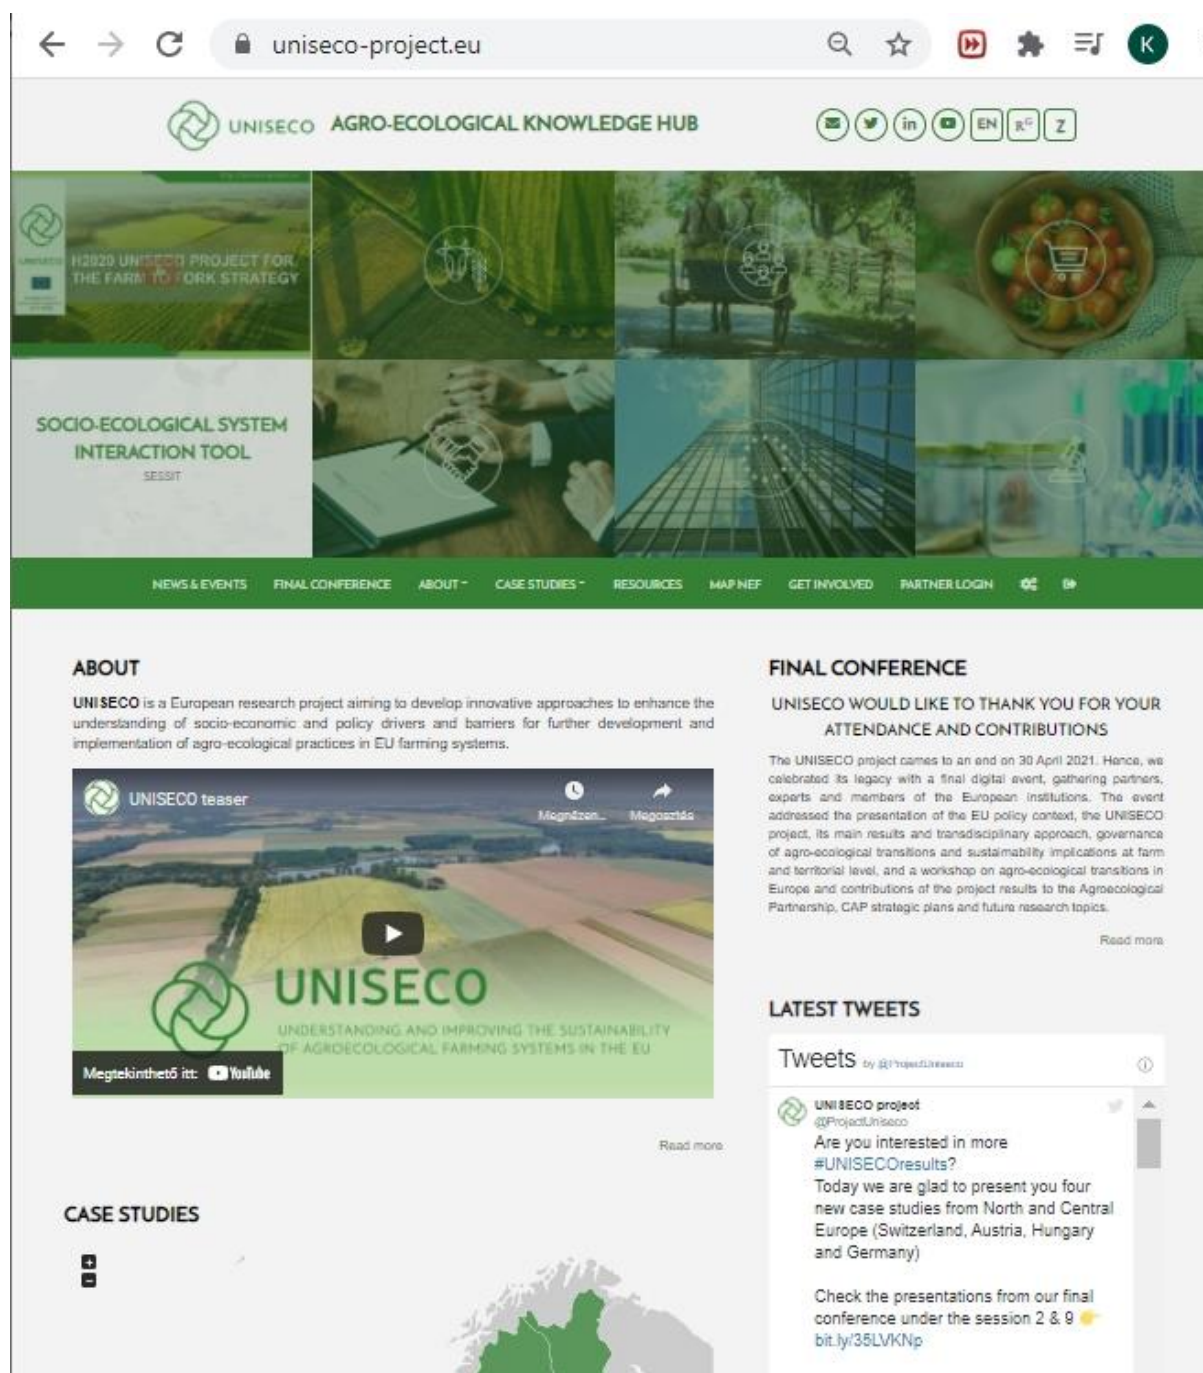 uniseco-project.eu
K
UNISECO AGRO-ECOLOGICAL KNOWLEDGE HUB
in EN RG Z
UNISECO
H2020 UNISECO PROJECT FOR
THE FARM TO FORK STRATEGY
SOCIO-ECOLOGICAL SYSTEM
INTERACTION TOOL
SESSIT
NEWS & EVENTS FINAL CONFERENCE ABOUT CASE STUDIES RESOURCES MAP NEF GET INVOLVED PARTNER LOGIN
ABOUT
UNISECO is a European research project aiming to develop innovative approaches to enhance the
understanding of socio-economic and policy drivers and barriers for further development and
implementation of agro-ecological practices in EU farming systems.
UNISECO teaser
Megnézen... Megosztás
UNISECO
UNDERSTANDING AND IMPROVING THE SUSTAINABILITY
OF AGROECOLOGICAL FARMING SYSTEMS IN THE EU
Megtekinthető itt: YouTube
Read more
CASE STUDIES
+
-
FINAL CONFERENCE
UNISECO WOULD LIKE TO THANK YOU FOR YOUR
ATTENDANCE AND CONTRIBUTIONS
The UNISECO project cames to an end on 30 April 2021. Hence, we
celebrated its legacy with a final digital event, gathering partners,
experts and members of the European institutions. The event
addressed the presentation of the EU policy context, the UNISECO
project, its main results and transdisciplinary approach, governance
of agro-ecological transitions and sustaimability implications at farm
and territorial level, and a workshop on agro-ecological transitions in
Europe and contributions of the project results to the Agroecological
Partnership, CAP strategic plans and future research topics.
Read more
LATEST TWEETS
Tweets by @ProjectUniseco
UNISECO project
@ProjectUniseco
Are you interested in more
#UNISECOresults?
Today we are glad to present you four
new case studies from North and Central
Europe (Switzerland, Austria, Hungary
and Germany)
Check the presentations from our final
conference under the session 2 & 9 👉
bit.ly/35LVKNp